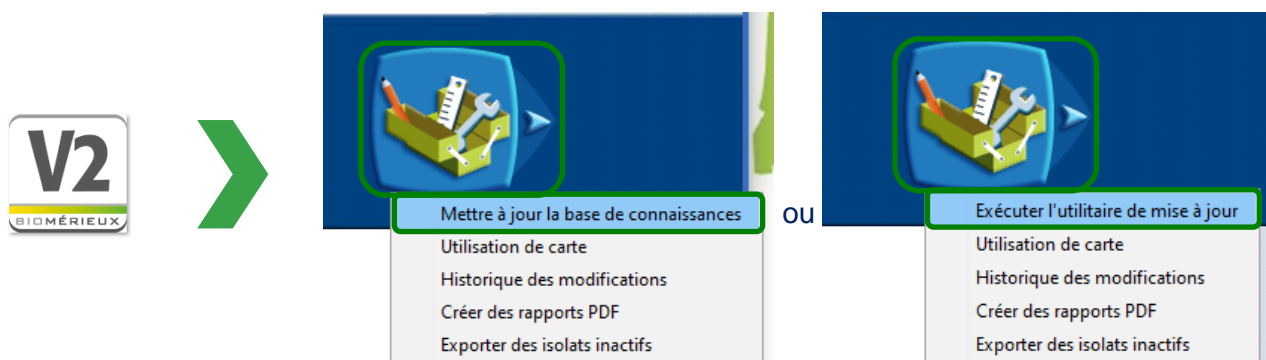 V2
BIOMÉRIEUX
Mettre à jour la base de connaissances
Utilisation de carte
Historique des modifications
Créer des rapports PDF
Exporter des isolats inactifs
ou
Exécuter l'utilitaire de mise à jour
Utilisation de carte
Historique des modifications
Créer des rapports PDF
Exporter des isolats inactifs